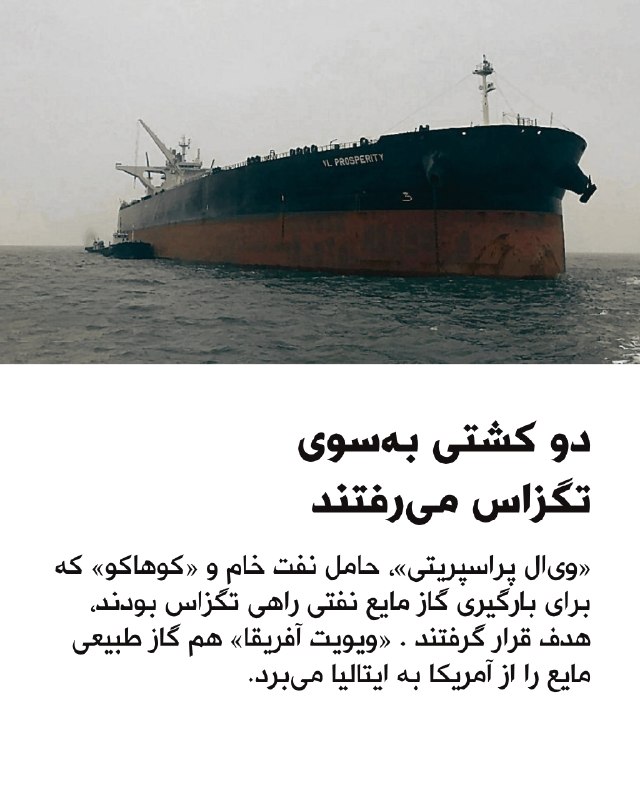 VL PROSPERITY
دو کشتی به‌سوی
تگزاس می‌رفتند
«وی‌ال پراسپریتی»، حامل نفت خام و «کوهاکو» که
برای بارگیری گاز مایع نفتی راهی تگزاس بودند،
هدف قرار گرفتند . «ویویت آفریقا» هم گاز طبیعی
مایع را از آمریکا به ایتالیا می‌برد.